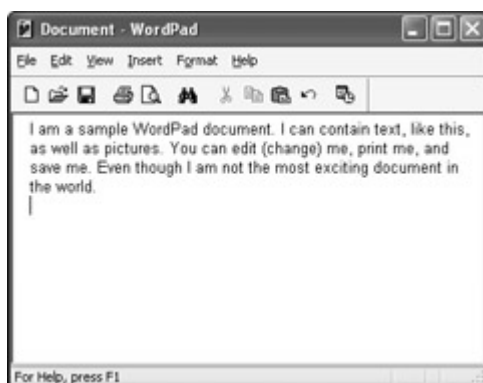 Document - WordPad
File Edit View Insert Format Help
I am a sample WordPad document. I can contain text, like this,
as well as pictures. You can edit (change) me, print me, and
save me. Even though I am not the most exciting document in
the world.
For Help, press F1